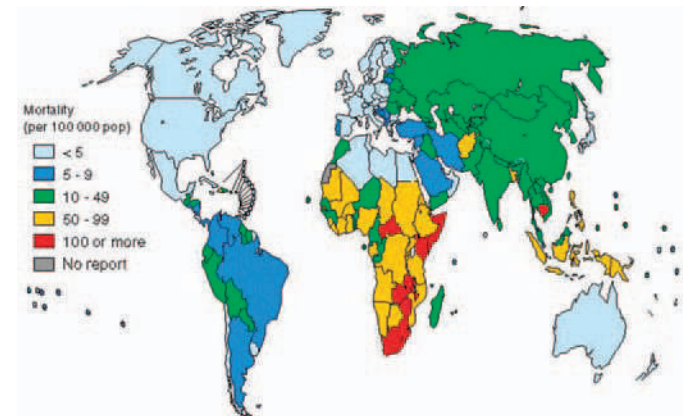 Mortality
(per 100 000 pop)
< 5
5 - 9
10 - 49
50 - 99
100 or more
No report